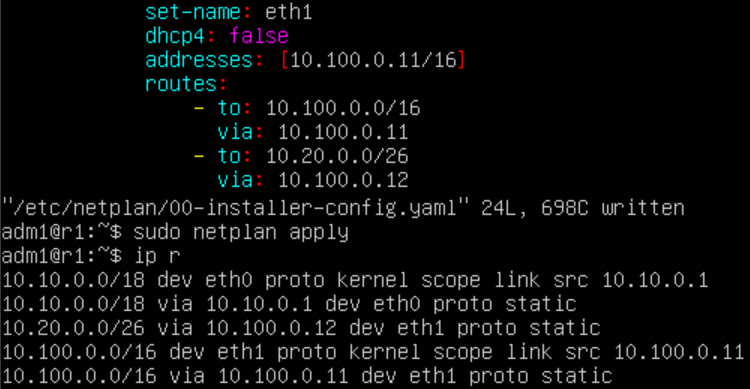 set-name: eth1
dhcp4: false
addresses: [10.100.0.11/16]
routes:
- to: 10.100.0.0/16
via: 10.100.0.11
- to: 10.20.0.0/26
via: 10.100.0.12
"/etc/netplan/00-installer-config.yaml" 24L, 698C written
adm1@r1:~$ sudo netplan apply
adm1@r1:~$ ip r
10.10.0.0/18 dev eth0 proto kernel scope link src 10.10.0.1
10.10.0.0/18 via 10.10.0.1 dev eth0 proto static
10.20.0.0/26 via 10.100.0.12 dev eth1 proto static
10.100.0.0/16 dev eth1 proto kernel scope link src 10.100.0.11
10.100.0.0/16 via 10.100.0.11 dev eth1 proto static